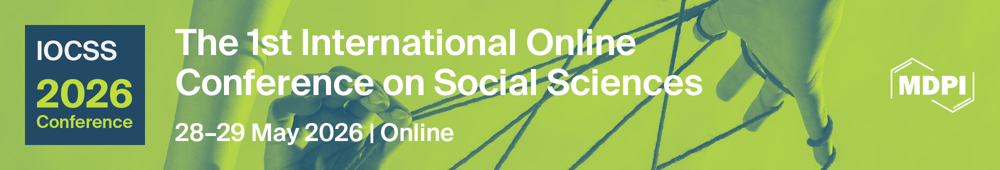 IOCSS
2026
Conference
The 1st International Online
Conference on Social Sciences
28–29 May 2026 | Online
MDPI